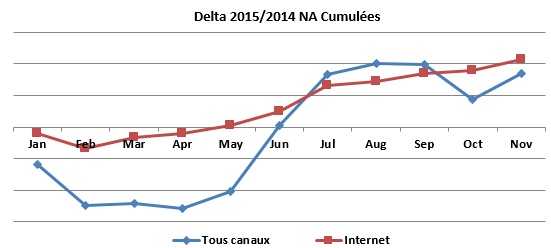 Delta 2015/2014 NA Cumulées
Jan Feb Mar Apr May Jun Jul Aug Sep Oct Nov
Tous canaux Internet